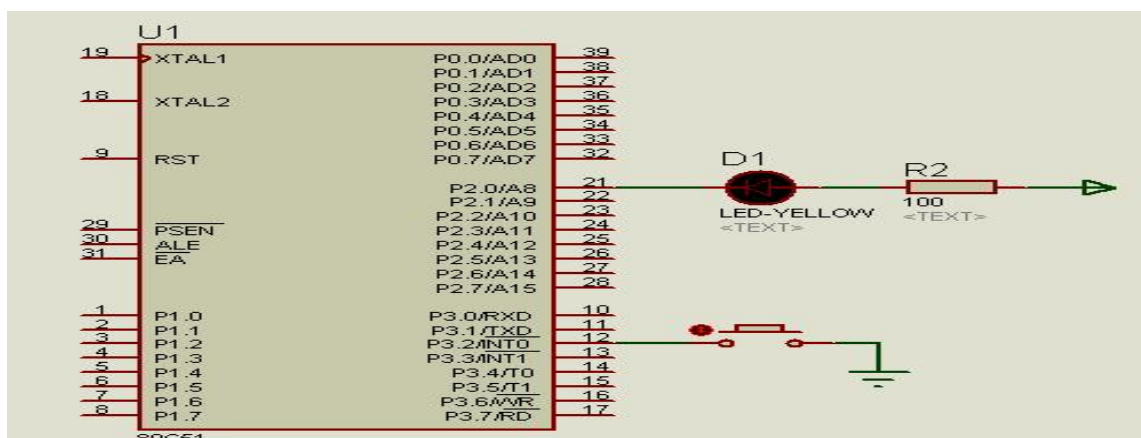 U1
19 XTAL1
18 XTAL2
9 RST
29 PSEN
30 ALE
31 EA
1 P1.0
2 P1.1
3 P1.2
4 P1.3
5 P1.4
6 P1.5
7 P1.6
8 P1.7
P0.0/AD0 39
P0.1/AD1 38
P0.2/AD2 37
P0.3/AD3 36
P0.4/AD4 35
P0.5/AD5 34
P0.6/AD6 33
P0.7/AD7 32
P2.0/A8 21
P2.1/A9 22
P2.2/A10 23
P2.3/A11 24
P2.4/A12 25
P2.5/A13 26
P2.6/A14 27
P2.7/A15 28
P3.0/RXD 10
P3.1/TXD 11
P3.2/INT0 12
P3.3/INT1 13
P3.4/T0 14
P3.5/T1 15
P3.6/WR 16
P3.7/RD 17
D1
LED-YELLOW
<TEXT>
R2
100
<TEXT>